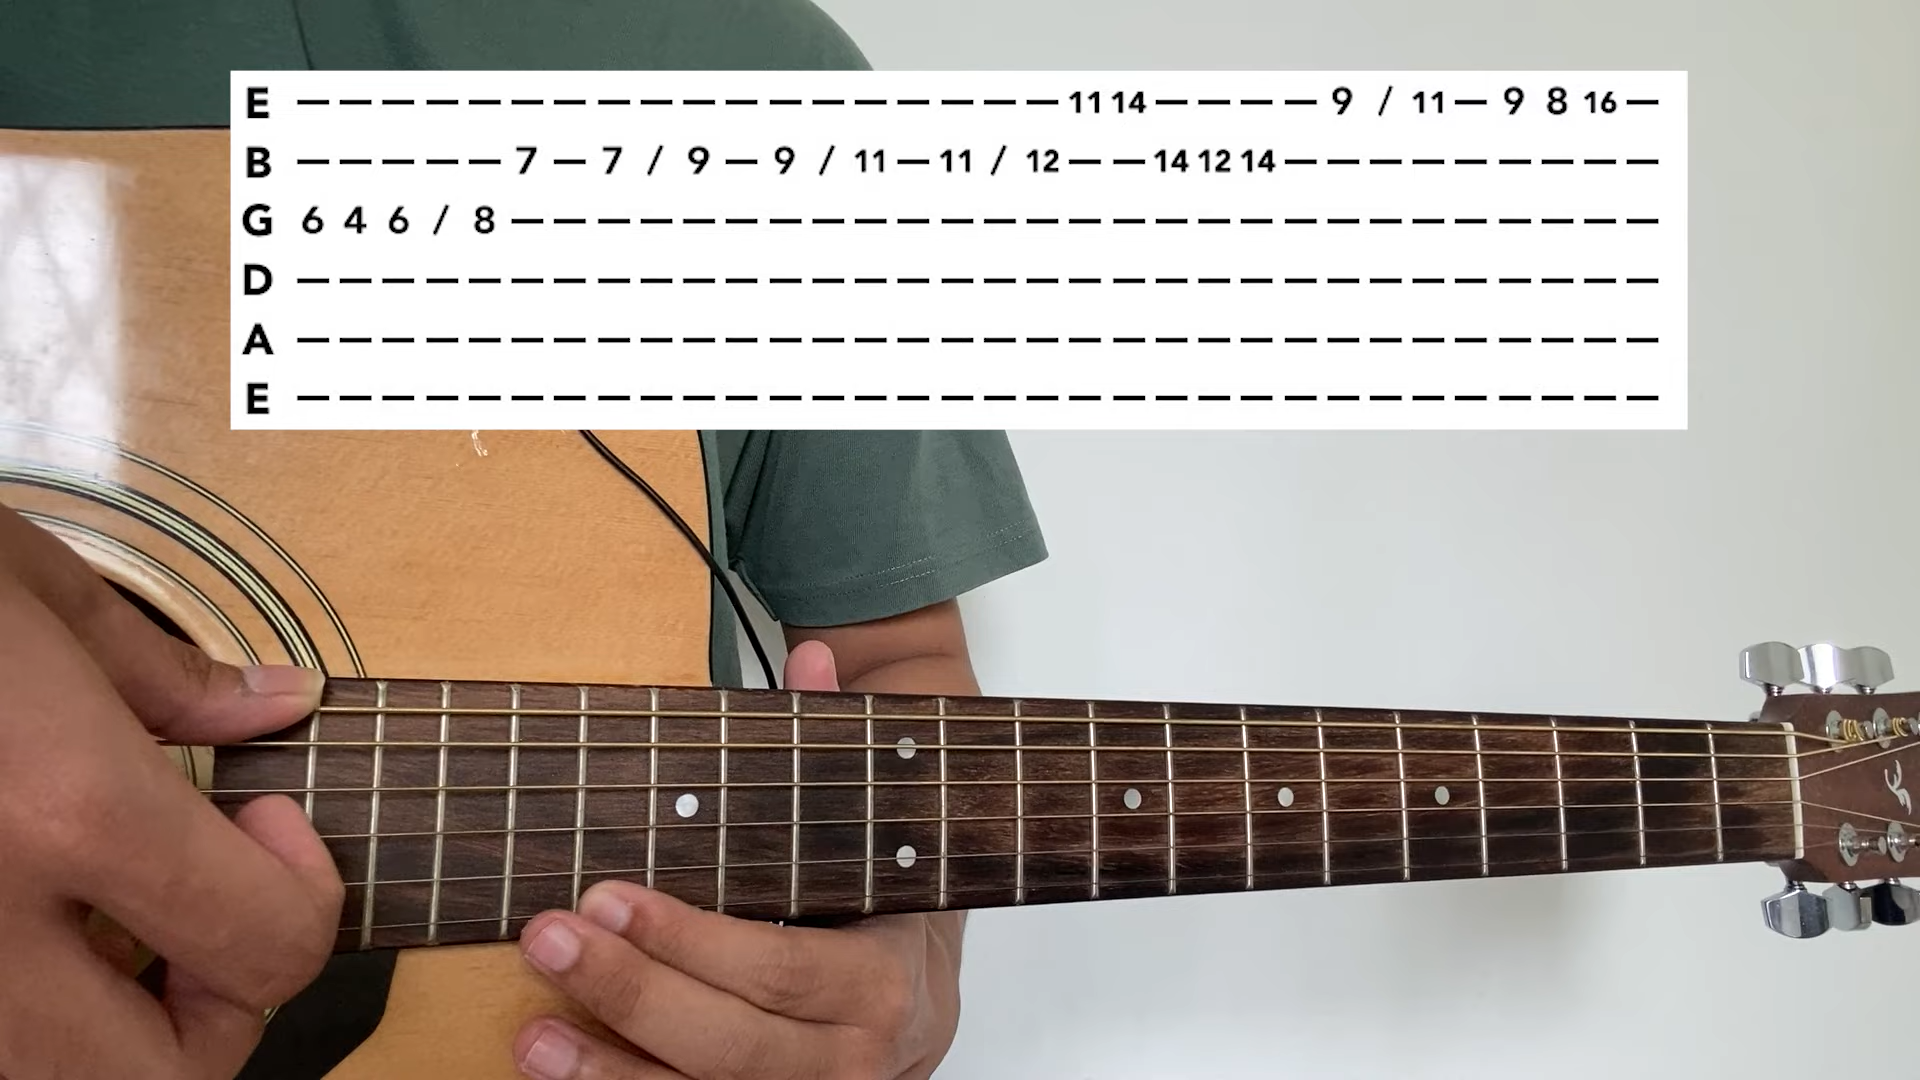 E — — — — — — — — — — — — — — — — — — 11 14 — — — — 9 / 11 — 9 8 16 —
B — — — — — 7 — 7 / 9 — 9 / 11 — 11 / 12 — — 14 12 14 — — — — — — — — —
G 6 4 6 / 8 — — — — — — — — — — — — — — — — — — — — — — — — — — —
D — — — — — — — — — — — — — — — — — — — — — — — — — — — — — — — —
A — — — — — — — — — — — — — — — — — — — — — — — — — — — — — — — —
E — — — — — — — — — — — — — — — — — — — — — — — — — — — — — — — —